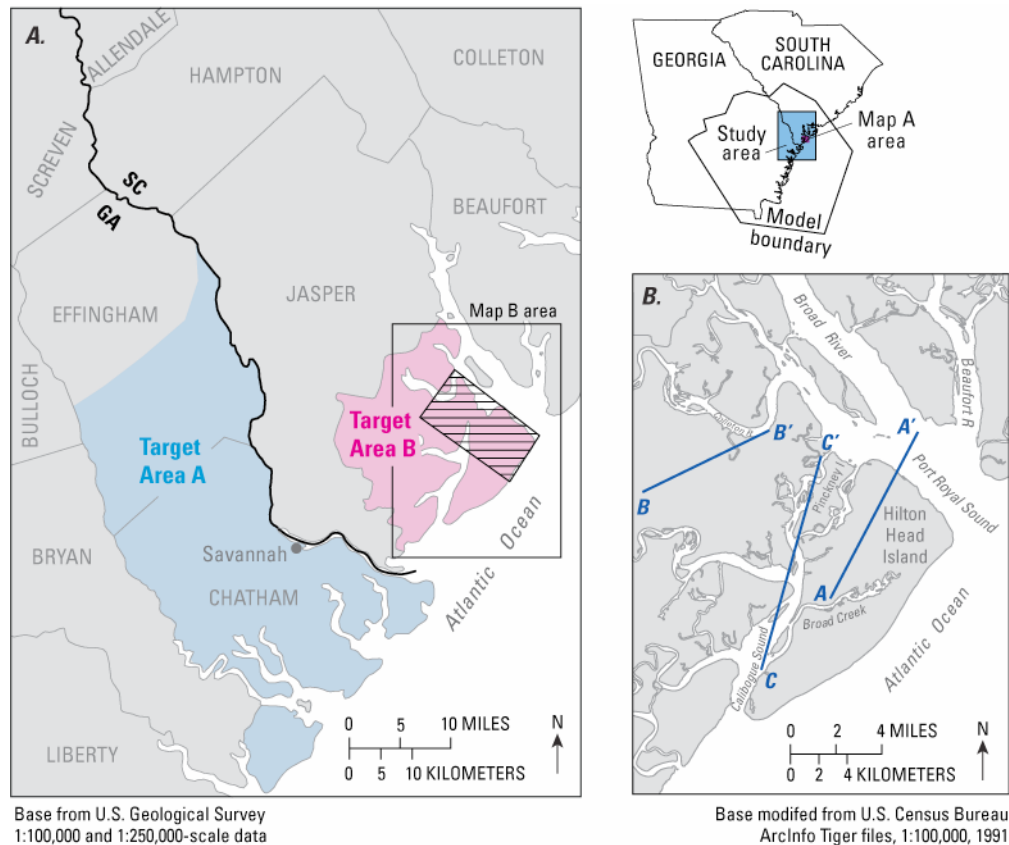 A.
ALLENDALE
HAMPTON
COLLETON
SCREVEN
SC
GA
BEAUFORT
EFFINGHAM
JASPER
Map B area
BULLOCH
Target
Area A
Target
Area B
Ocean
Atlantic
BRYAN
Savannah
CHATHAM
LIBERTY
0 5 10 MILES
0 5 10 KILOMETERS
N
Base from U.S. Geological Survey
1:100,000 and 1:250,000-scale data
GEORGIA
SOUTH
CAROLINA
Study
area
Map A
area
Model
boundary
B.
Broad River
Beaufort R
Colleton R
B'
A'
C'
Pinckney I
Port Royal Sound
B
Hilton
Head
Island
A
Broad Creek
Calibogue Sound
C
Atlantic Ocean
0 2 4 MILES
0 2 4 KILOMETERS
N
Base modifed from U.S. Census Bureau
ArcInfo Tiger files, 1:100,000, 1991